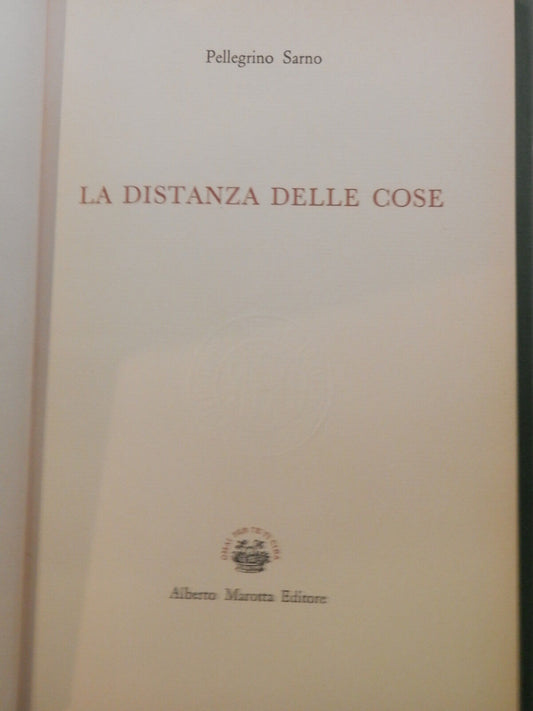 Pellegrino Sarno
LA DISTANZA DELLE COSE
Alberto Marotta Editore